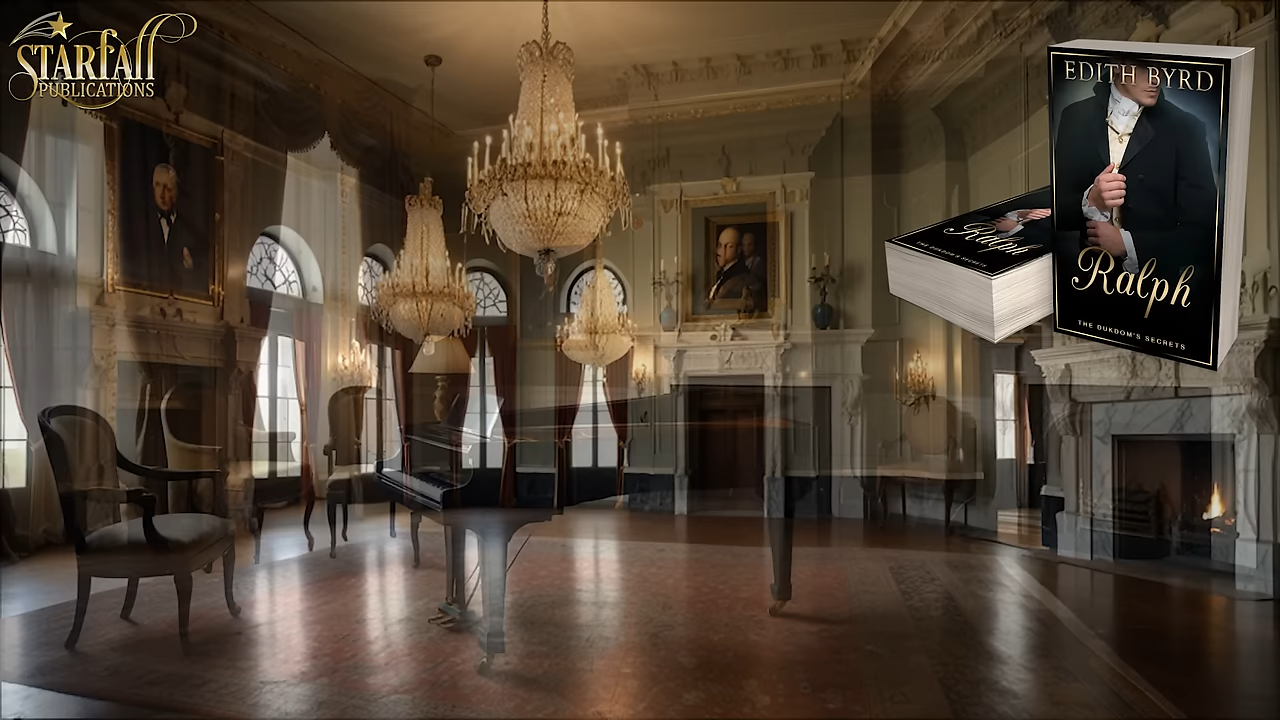 STARfAll
PUBLICATIONS
EDITH BYRD
Ralph
THE DUKDOM'S SECRETS
Ralph
THE DUKDOM'S SECRETS